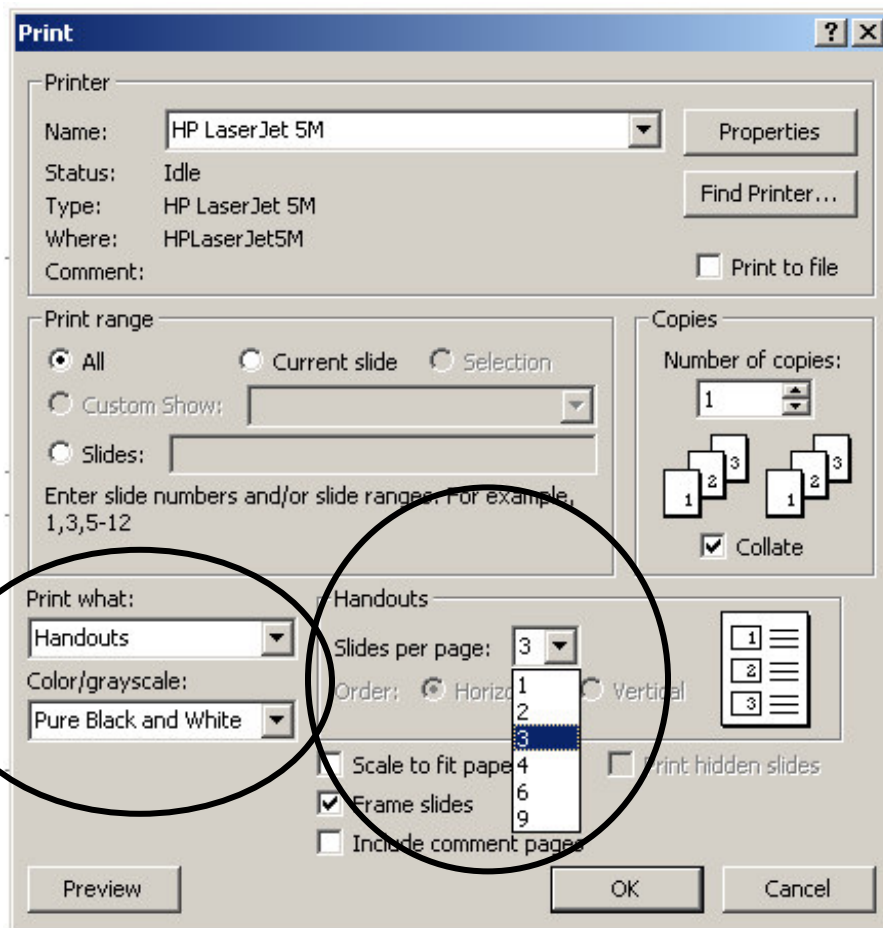 Print
Printer
Name: HP LaserJet 5M Properties
Status: Idle
Type: HP LaserJet 5M Find Printer...
Where: HPLaserJet5M
Comment: Print to file
Print range
All Current slide Selection
Custom Show:
Slides:
Enter slide numbers and/or slide ranges. For example,
1,3,5-12
Copies
Number of copies:
1
1 2 3 1 2 3
Collate
Print what:
Handouts
Color/grayscale:
Pure Black and White
Handouts
Slides per page: 3
Order: Vertical
1
2
3
4
6
9
1
2
3
Scale to fit Print hidden slides
Frame slides
Include comment pages
Preview OK Cancel